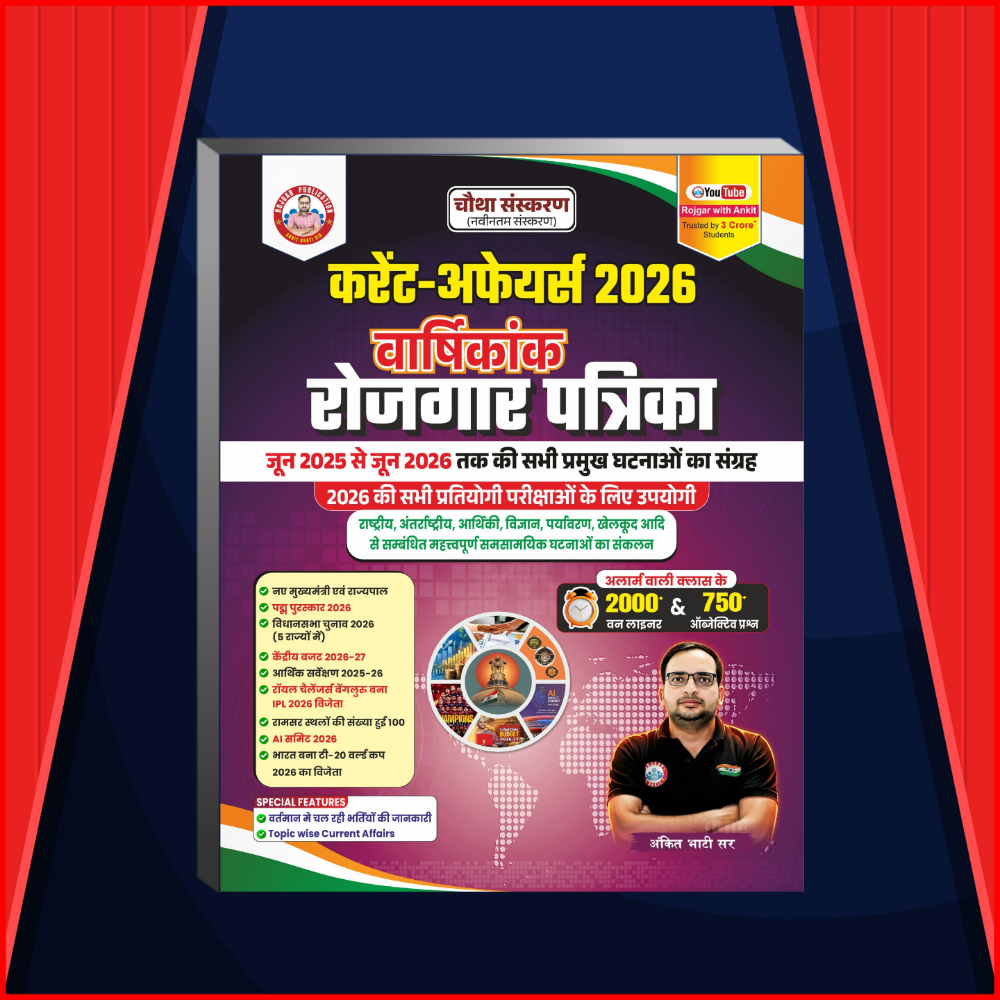 ROJGAR PUBLICATION
ANKIT BHATI SIR
चौथा संस्करण
(नवीनतम संस्करण)
YouTube
Rojgar with Ankit
Trusted by 3 Crore+
Students
करेंट-अफेयर्स 2026
वार्षिकांक
रोजगार पत्रिका
जून 2025 से जून 2026 तक की सभी प्रमुख घटनाओं का संग्रह
2026 की सभी प्रतियोगी परीक्षाओं के लिए उपयोगी
राष्ट्रीय, अंतर्राष्ट्रीय, आर्थिकी, विज्ञान, पर्यावरण, खेलकूद आदि
से सम्बंधित महत्त्वपूर्ण समसामयिक घटनाओं का संकलन
नए मुख्यमंत्री एवं राज्यपाल
पद्म पुरस्कार 2026
विधानसभा चुनाव 2026
(5 राज्यों में)
केंद्रीय बजट 2026-27
आर्थिक सर्वेक्षण 2025-26
रॉयल चैलेंजर्स बेंगलुरु बना
IPL 2026 विजेता
रामसर स्थलों की संख्या हुई 100
AI समिट 2026
भारत बना टी-20 वर्ल्ड कप
2026 का विजेता
SPECIAL FEATURES
वर्तमान मे चल रही भर्तियों की जानकारी
Topic wise Current Affairs
अलार्म वाली क्लास के
2000+ & 750+
वन लाइनर ऑब्जेक्टिव प्रश्न
AI
IMPACT
SUMMIT
CHAMPIONS
UNION
BUDGET
2026-27
ROJGAR
ANKIT
अंकित भाटी सर